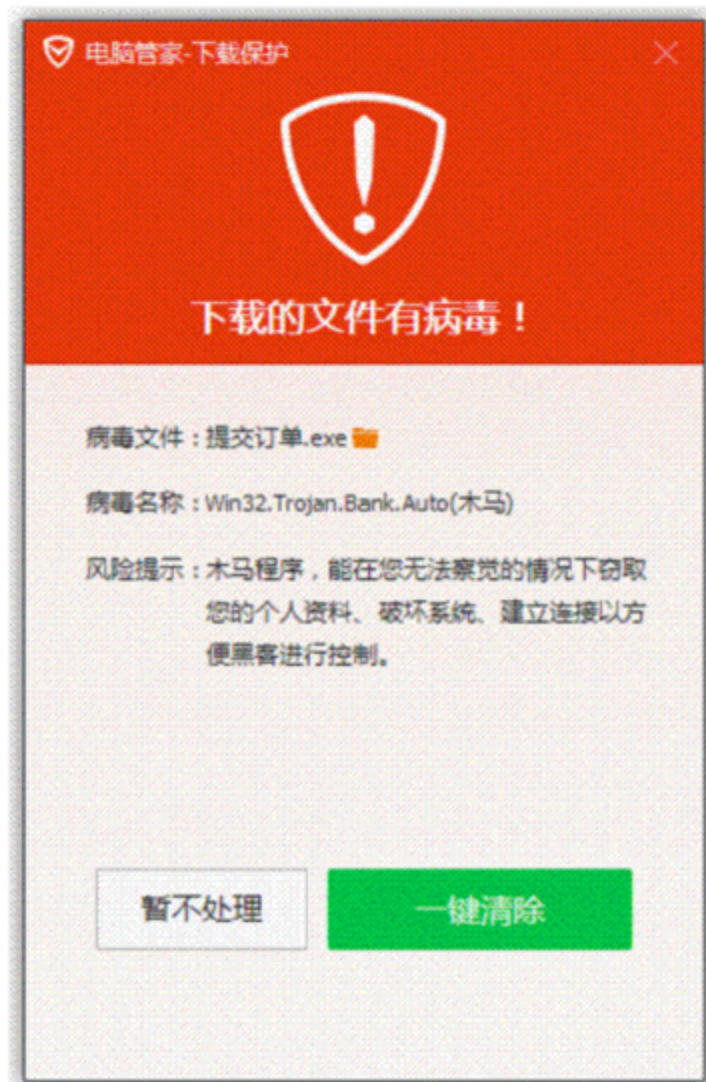 电脑管家-下载保护
下载的文件有病毒！
病毒文件：提交订单.exe
病毒名称：Win32.Trojan.Bank.Auto(木马)
风险提示：木马程序，能在您无法察觉的情况下窃取
您的个人资料、破坏系统、建立连接以方
便黑客进行控制。
暂不处理
一键清除